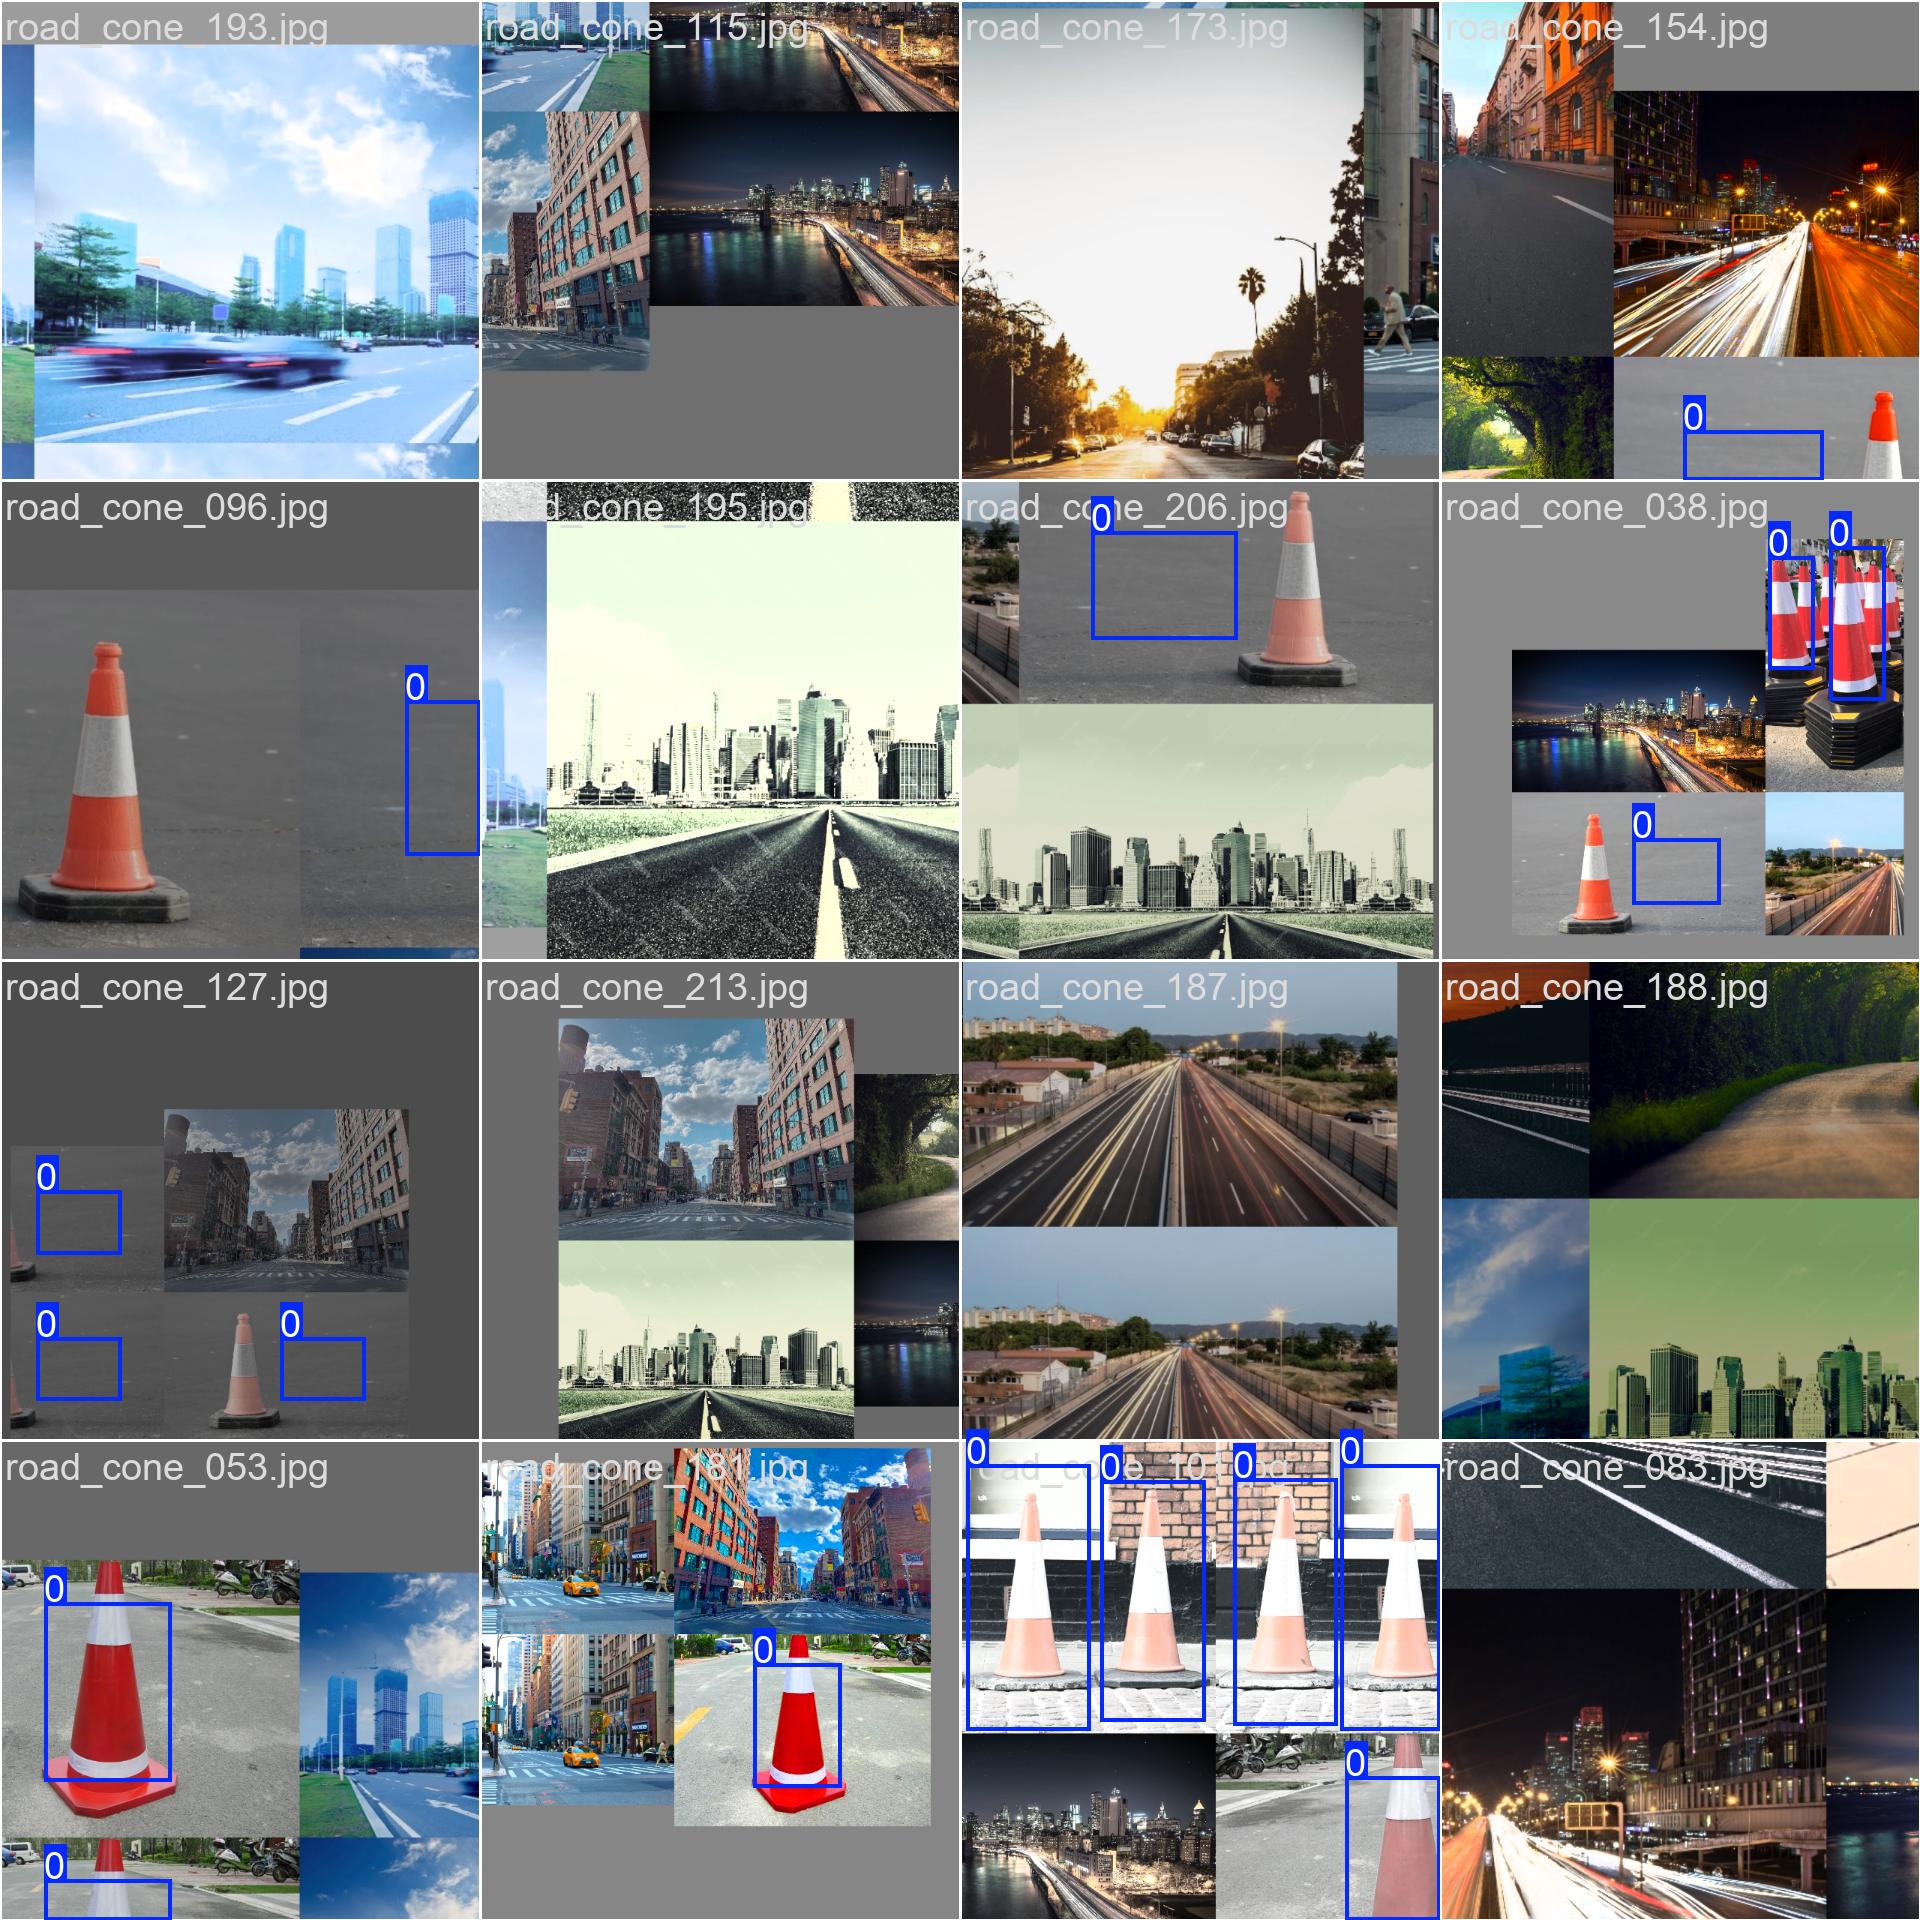 road_cone_193.jpg
road_cone_115.jpg
road_cone_173.jpg
road_cone_154.jpg
0
road_cone_096.jpg
0
d_cone_195.jpg
road_cone_206.jpg
0
road_cone_038.jpg
0
0
0
road_cone_127.jpg
0
0
0
road_cone_213.jpg
road_cone_187.jpg
road_cone_188.jpg
road_cone_053.jpg
0
0
road_cone_181.jpg
0
0
0
0
0
0
road_cone_083.jpg